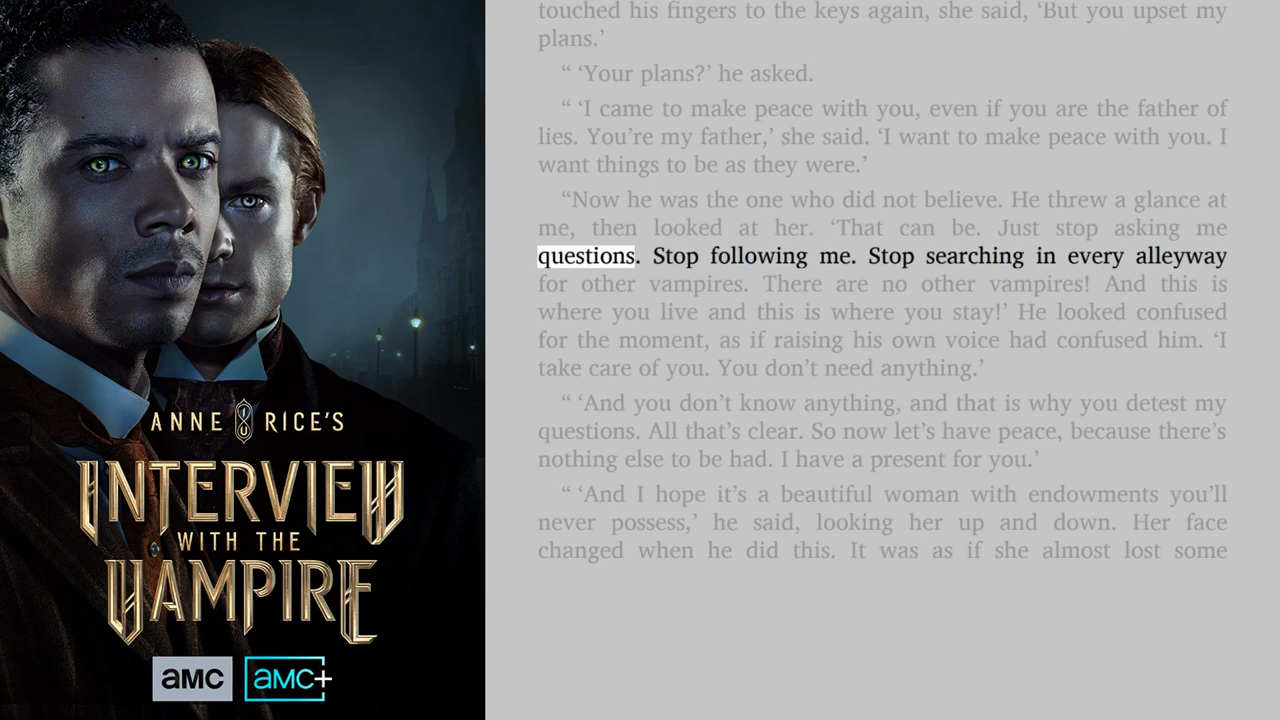 ANNE RICE'S
INTERVIEW
WITH THE
VAMPIRE
amc
amc+
touched his fingers to the keys again, she said, ‘But you upset my
plans.’
“ ‘Your plans?’ he asked.
“ ‘I came to make peace with you, even if you are the father of
lies. You’re my father,’ she said. ‘I want to make peace with you. I
want things to be as they were.’
“Now he was the one who did not believe. He threw a glance at
me, then looked at her. ‘That can be. Just stop asking me
questions. Stop following me. Stop searching in every alleyway
for other vampires. There are no other vampires! And this is
where you live and this is where you stay!’ He looked confused
for the moment, as if raising his own voice had confused him. ‘I
take care of you. You don’t need anything.’
“ ‘And you don’t know anything, and that is why you detest my
questions. All that’s clear. So now let’s have peace, because there’s
nothing else to be had. I have a present for you.’
“ ‘And I hope it’s a beautiful woman with endowments you’ll
never possess,’ he said, looking her up and down. Her face
changed when he did this. It was as if she almost lost some